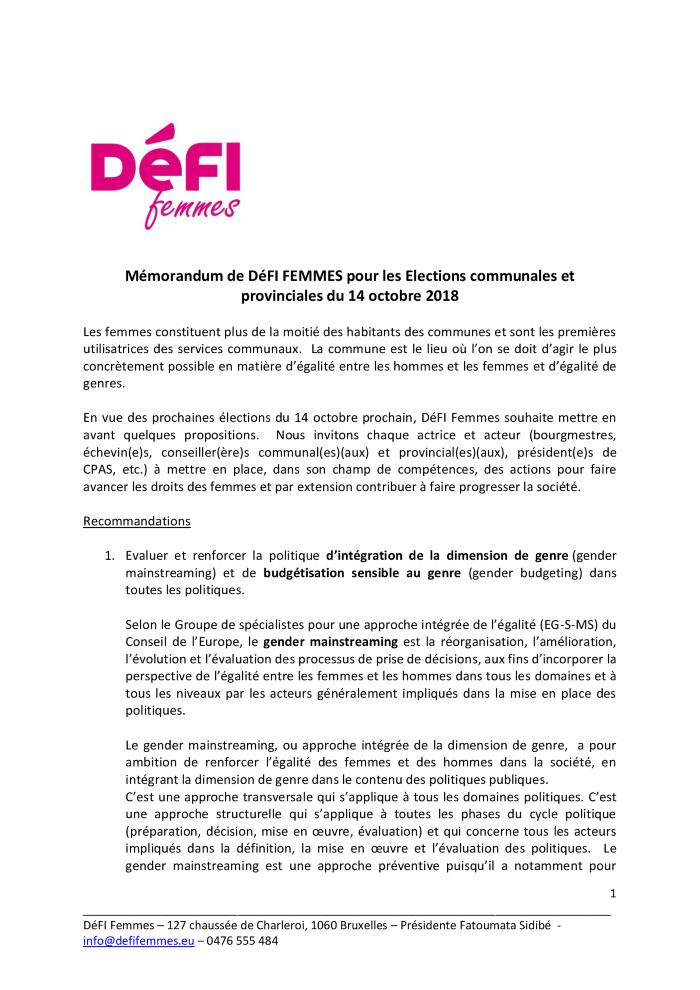 DéFI
femmes
Mémorandum de DéFI FEMMES pour les Elections communales et
provinciales du 14 octobre 2018
Les femmes constituent plus de la moitié des habitants des communes et sont les premières
utilisatrices des services communaux. La commune est le lieu où l’on se doit d’agir le plus
concrètement possible en matière d’égalité entre les hommes et les femmes et d’égalité de
genres.
En vue des prochaines élections du 14 octobre prochain, DéFI Femmes souhaite mettre en
avant quelques propositions. Nous invitons chaque actrice et acteur (bourgmestres,
échevin(e)s, conseiller(ère)s communal(es)(aux) et provincial(es)(aux), président(e)s de
CPAS, etc.) à mettre en place, dans son champ de compétences, des actions pour faire
avancer les droits des femmes et par extension contribuer à faire progresser la société.
Recommandations
1. Evaluer et renforcer la politique d’intégration de la dimension de genre (gender
mainstreaming) et de budgétisation sensible au genre (gender budgeting) dans
toutes les politiques.
Selon le Groupe de spécialistes pour une approche intégrée de l’égalité (EG-S-MS) du
Conseil de l’Europe, le gender mainstreaming est la réorganisation, l’amélioration,
l’évolution et l’évaluation des processus de prise de décisions, aux fins d’incorporer la
perspective de l’égalité entre les femmes et les hommes dans tous les domaines et à
tous les niveaux par les acteurs généralement impliqués dans la mise en place des
politiques.
Le gender mainstreaming, ou approche intégrée de la dimension de genre, a pour
ambition de renforcer l’égalité des femmes et des hommes dans la société, en
intégrant la dimension de genre dans le contenu des politiques publiques.
C’est une approche transversale qui s’applique à tous les domaines politiques. C’est
une approche structurelle qui s’applique à toutes les phases du cycle politique
(préparation, décision, mise en œuvre, évaluation) et qui concerne tous les acteurs
impliqués dans la définition, la mise en œuvre et l’évaluation des politiques. Le
gender mainstreaming est une approche préventive puisqu’il a notamment pour
1
DéFI Femmes – 127 chaussée de Charleroi, 1060 Bruxelles – Présidente Fatoumata Sidibé -
info@defifemmes.eu – 0476 555 484